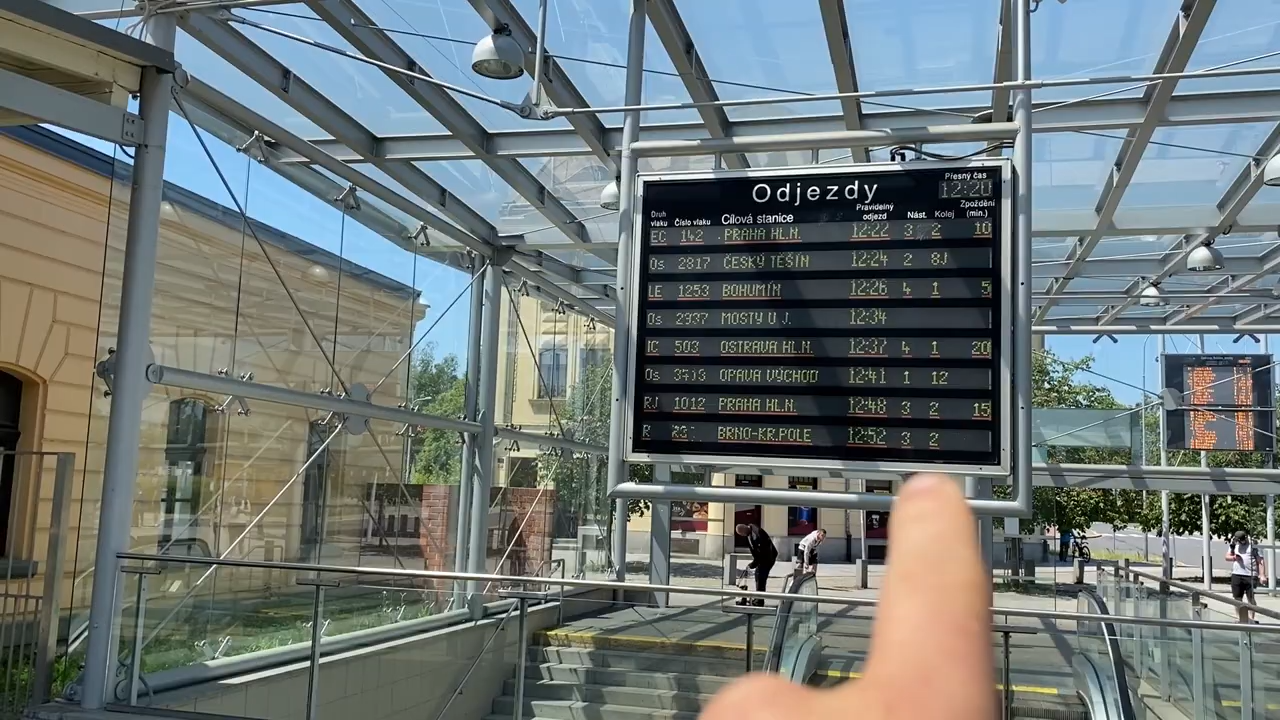 Odjezdy
Přesný čas
12:20
Druh vlaku Číslo vlaku Cílová stanice Pravidelný odjezd Nást. Kolej Zpoždění (min.)
EC 142 PRAHA HL.N. 12:22 3 2 10
Os 2817 ČESKÝ TĚŠÍN 12:24 2 8J
LE 1253 BOHUMÍN 12:26 4 1 5
Os 2937 MOSTY U J. 12:34
IC 503 OSTRAVA HL.N. 12:37 4 1 20
Os OPAVA VÝCHOD 12:41 1 12
RJ 1012 PRAHA HL.N. 12:48 3 2 15
R BRNO-KR.POLE 12:52 3 2